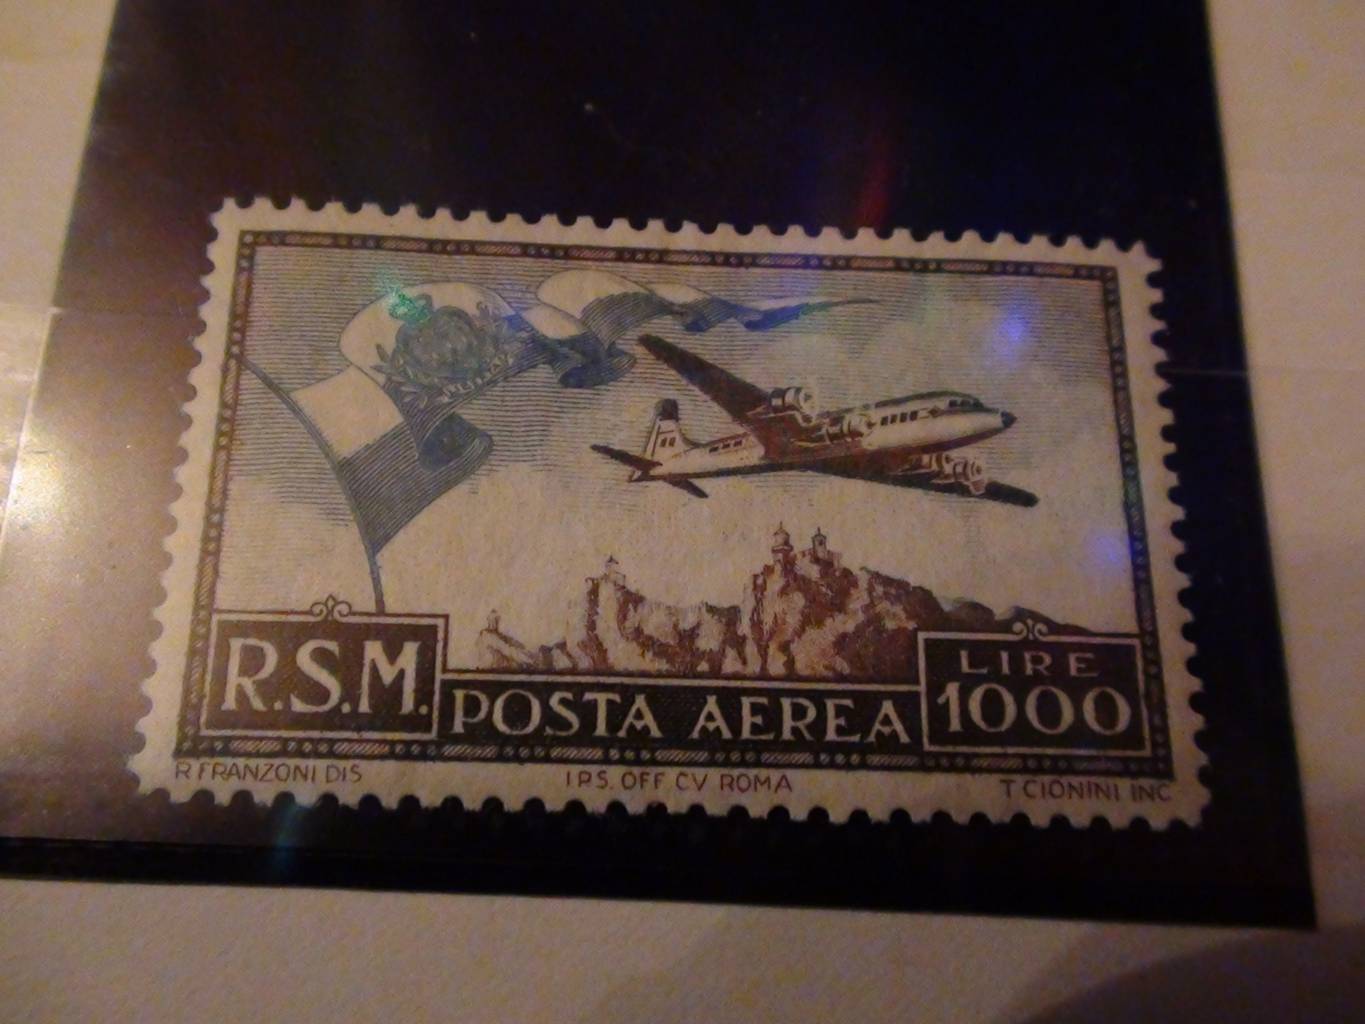 R.S.M.
POSTA AEREA
LIRE
1000
R FRANZONI DIS
I.P.S. OFF CV ROMA
T CIONINI INC